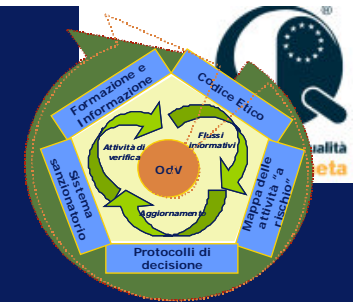 Formazione e
Informazione
Codice Etico
Flussi
informativi
Attività di
verifica
OdV
Aggiornamento
Sistema
sanzionatorio
Mappa delle
attività "a
rischio"
Protocolli di
decisione
ualità
eta